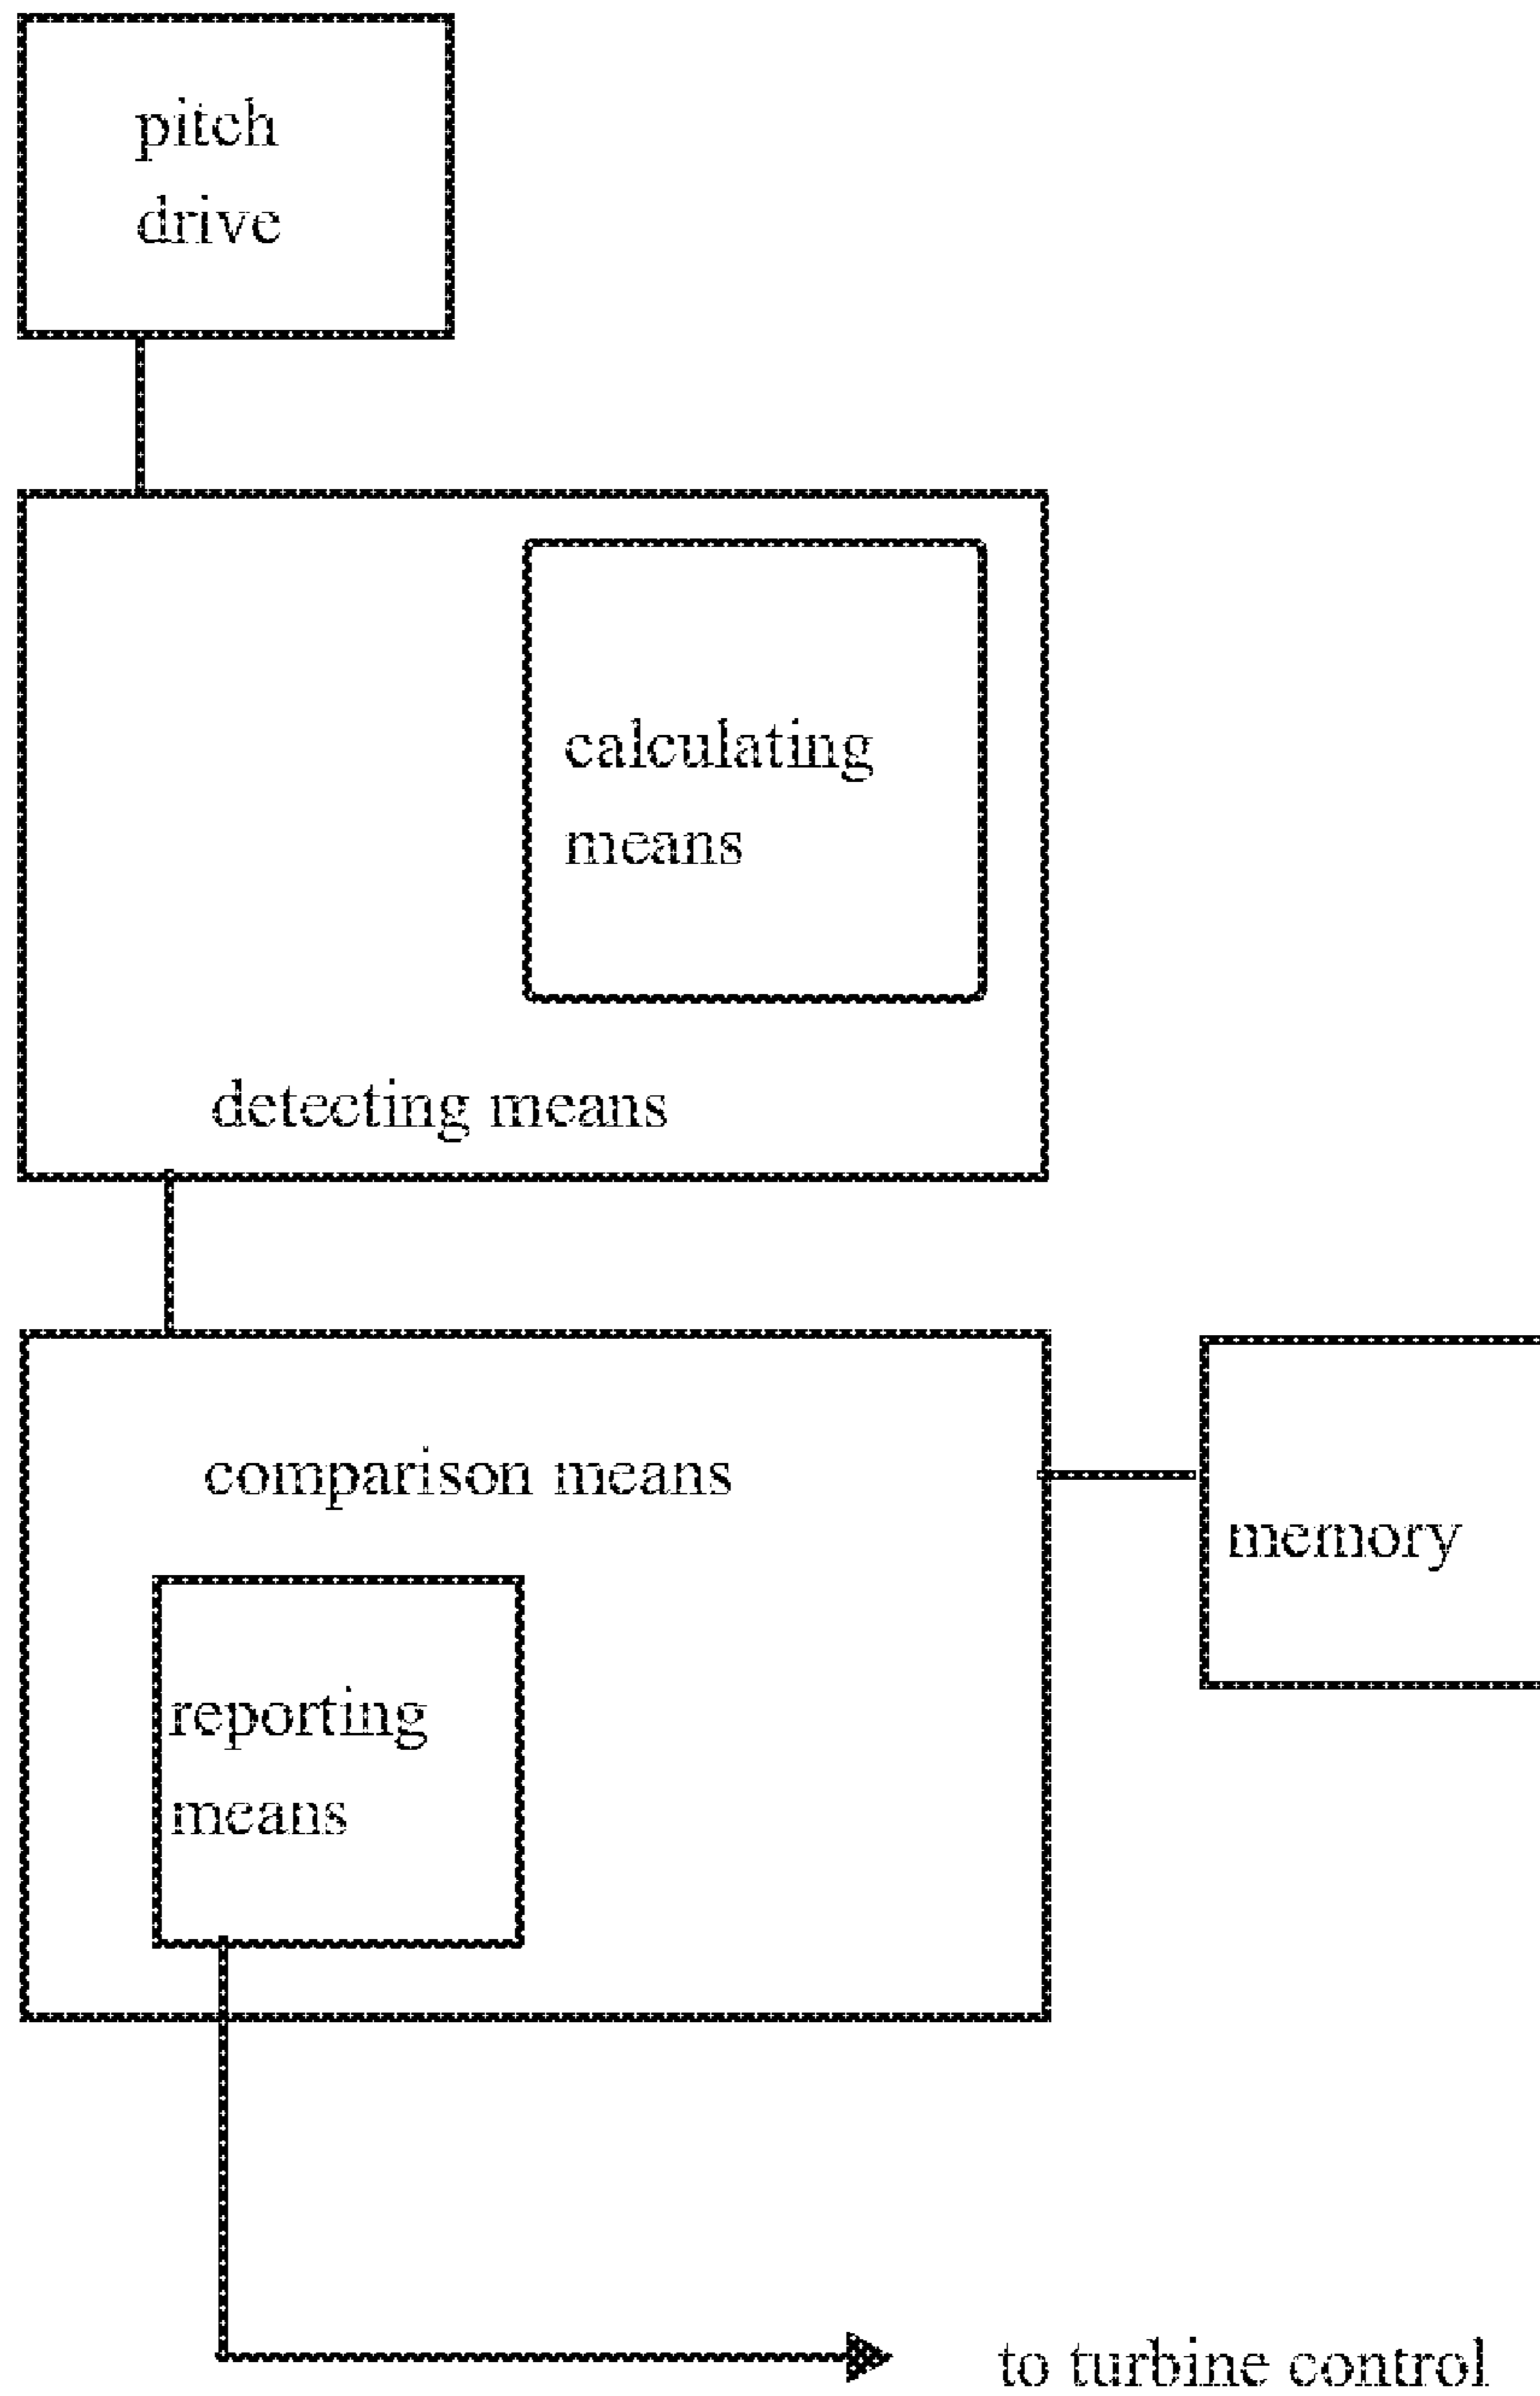 pitch
drive
calculating
means
detecting means
comparison means
memory
reporting
means
to turbine control